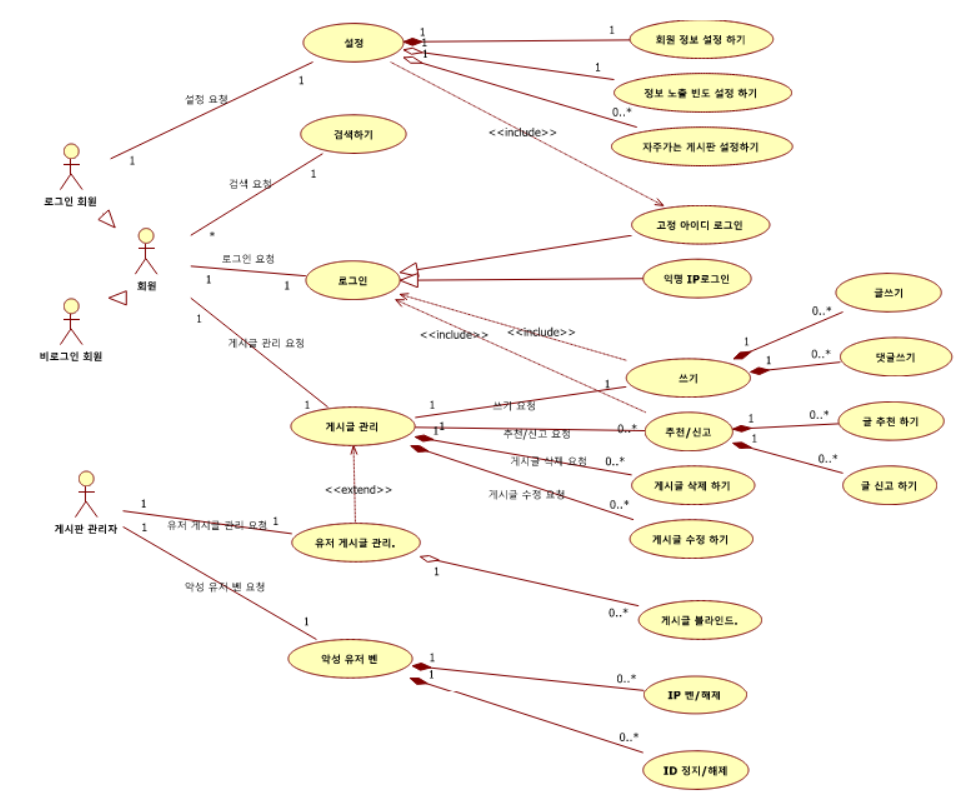 설정
1
1
1
회원 정보 설정 하기
1
정보 노출 빈도 설정 하기
1
자주가는 게시판 설정하기
0..*
설정 요청
1
1
로그인 회원
검색하기
검색 요청
1
*
<<include>>
회원
고정 아이디 로그인
로그인 요청
1
1
로그인
익명 IP로그인
비로그인 회원
게시글 관리 요청
1
1
<<include>>
<<include>>
글쓰기
0..*
1
댓글쓰기
0..*
1
쓰기
1
1
쓰기 요청
게시글 관리
1
1
추천/신고 요청
0..*
추천/신고
글 추천 하기
1
0..*
글 신고 하기
1
0..*
게시글 삭제 요청
0..*
게시글 삭제 하기
게시글 수정 요청
0..*
게시글 수정 하기
<<extend>>
게시판 관리자
1
유저 게시글 관리 요청
1
유저 게시글 관리.
1
0..*
게시글 블라인드.
1
악성 유저 벤 요청
1
악성 유저 벤
1
0..*
IP 벤/해제
1
0..*
ID 정지/해제